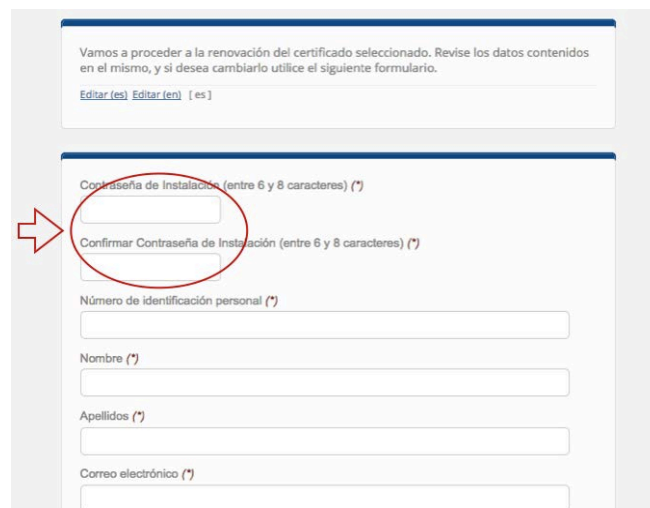 Vamos a proceder a la renovación del certificado seleccionado. Revise los datos contenidos
en el mismo, y si desea cambiarlo utilice el siguiente formulario.
Editar (es) Editar (en) [ es ]
Contraseña de Instalación (entre 6 y 8 caracteres) (*)
Confirmar Contraseña de Instalación (entre 6 y 8 caracteres) (*)
Número de identificación personal (*)
Nombre (*)
Apellidos (*)
Correo electrónico (*)